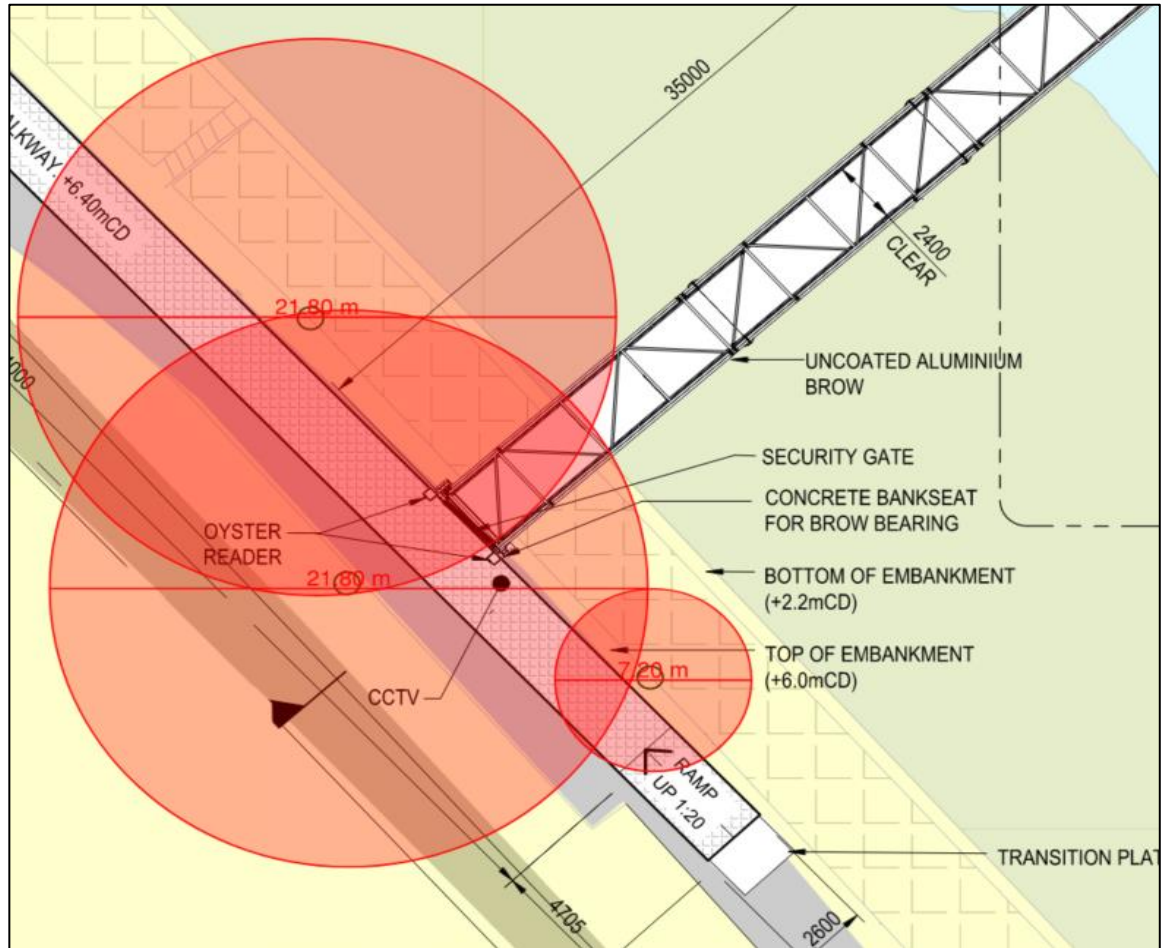 35000
LKWAY.
+6.40mCD
2400
CLEAR
21.80 m
UNCOATED ALUMINIUM
BROW
SECURITY GATE
CONCRETE BANKSEAT
FOR BROW BEARING
OYSTER
READER
21.80 m
BOTTOM OF EMBANKMENT
(+2.2mCD)
TOP OF EMBANKMENT
(+6.0mCD)
7.20 m
CCTV
RAMP
UP 1:20
TRANSITION PLAT
4705
2600